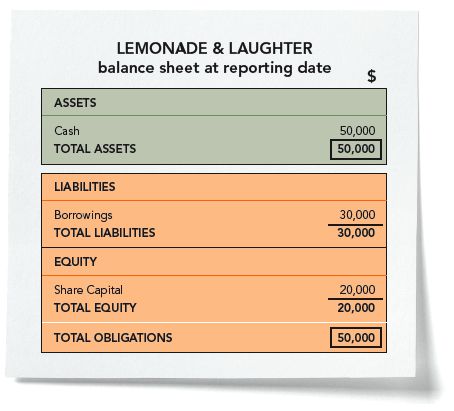 LEMONADE & LAUGHTER
balance sheet at reporting date
$
ASSETS
Cash 50,000
TOTAL ASSETS 50,000
LIABILITIES
Borrowings 30,000
TOTAL LIABILITIES 30,000
EQUITY
Share Capital 20,000
TOTAL EQUITY 20,000
TOTAL OBLIGATIONS 50,000